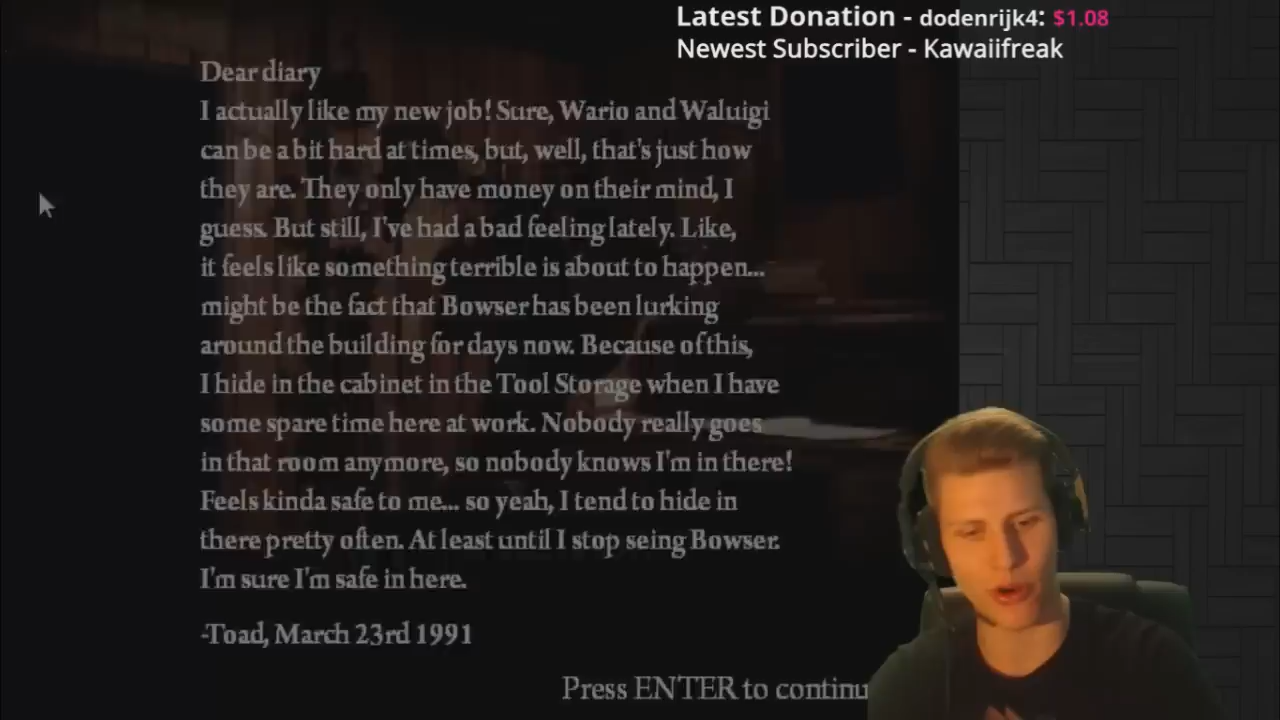 Latest Donation - dodenrijk4: $1.08
Newest Subscriber - Kawaiifreak
Dear diary
I actually like my new job! Sure, Wario and Waluigi
can be a bit hard at times, but, well, that's just how
they are. They only have money on their mind, I
guess. But still, I've had a bad feeling lately. Like,
it feels like something terrible is about to happen...
might be the fact that Bowser has been lurking
around the building for days now. Because of this,
I hide in the cabinet in the Tool Storage when I have
some spare time here at work. Nobody really goes
in that room anymore, so nobody knows I'm in there!
Feels kinda safe to me... so yeah, I tend to hide in
there pretty often. At least until I stop seing Bowser.
I'm sure I'm safe in here.
-Toad, March 23rd 1991
Press ENTER to continu